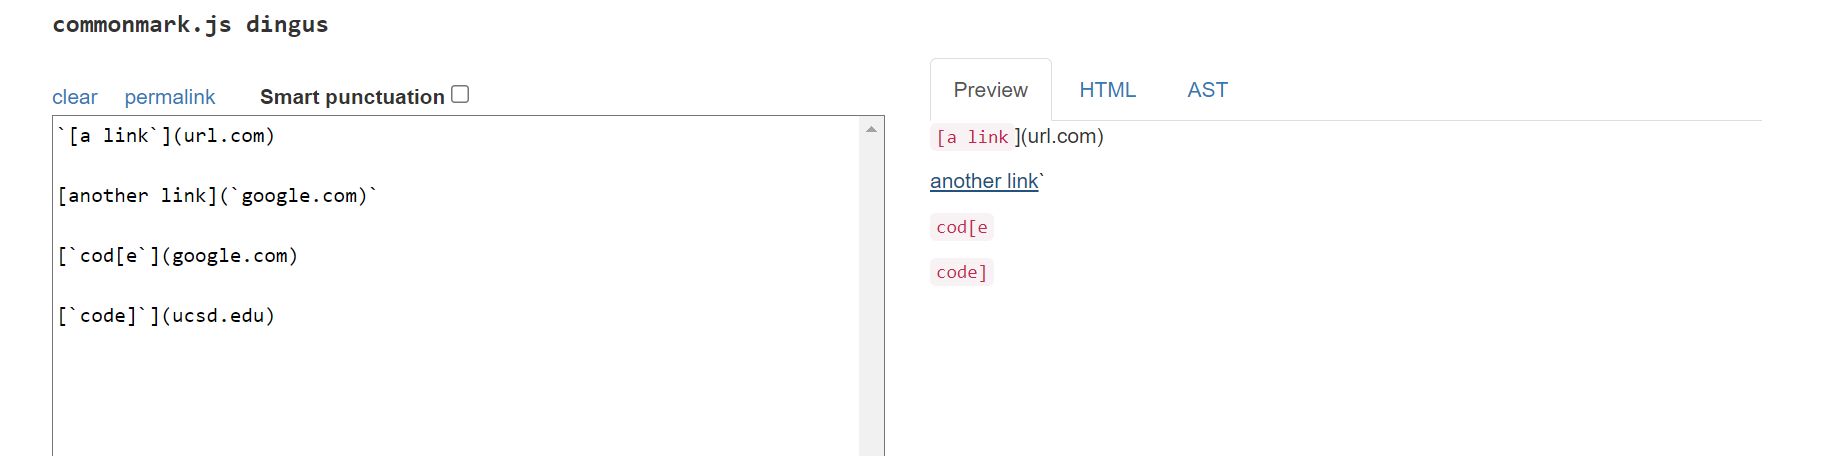 commonmark.js dingus
clear permalink Smart punctuation
Preview HTML AST
`[a link`](url.com)
[another link](`google.com)`
[`cod[e`](google.com)
[`code]`](ucsd.edu)
[a link](url.com)
another link`
cod[e
code]